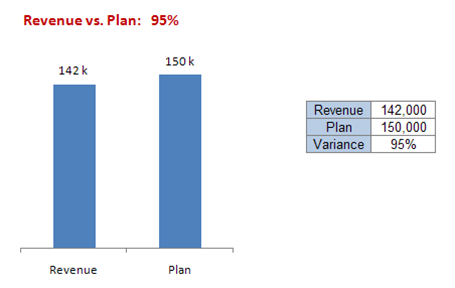 Revenue vs. Plan: 95%
142 k
150 k
Revenue
Plan
Revenue 142,000
Plan 150,000
Variance 95%